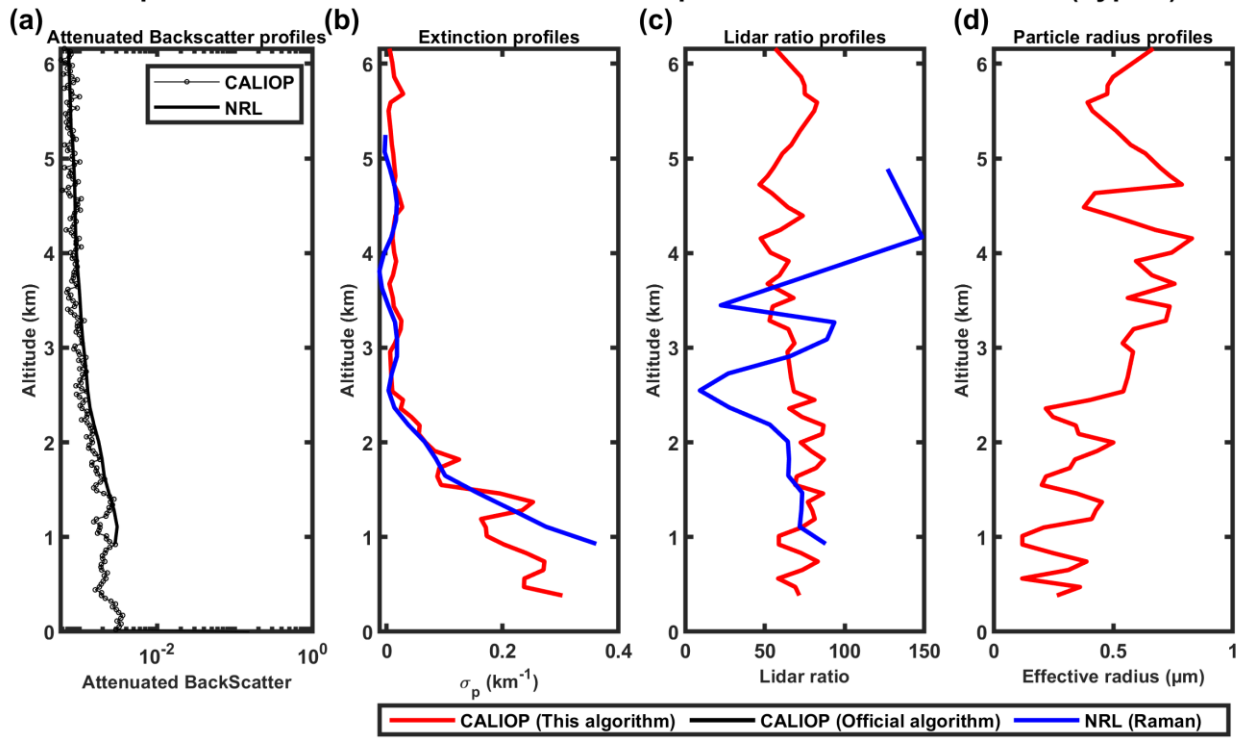 (a) (b) (c) (d)
Attenuated Backscatter profiles Extinction profiles Lidar ratio profiles Particle radius profiles
CALIOP
NRL
Altitude (km)
6
5
4
3
2
1
0
10-2 100
Attenuated BackScatter
Altitude (km)
6
5
4
3
2
1
0
0 0.2 0.4
σp (km-1)
Altitude (km)
6
5
4
3
2
1
0
0 50 100 150
Lidar ratio
Altitude (km)
6
5
4
3
2
1
0
0 0.5 1
Effective radius (μm)
CALIOP (This algorithm) CALIOP (Official algorithm) NRL (Raman)